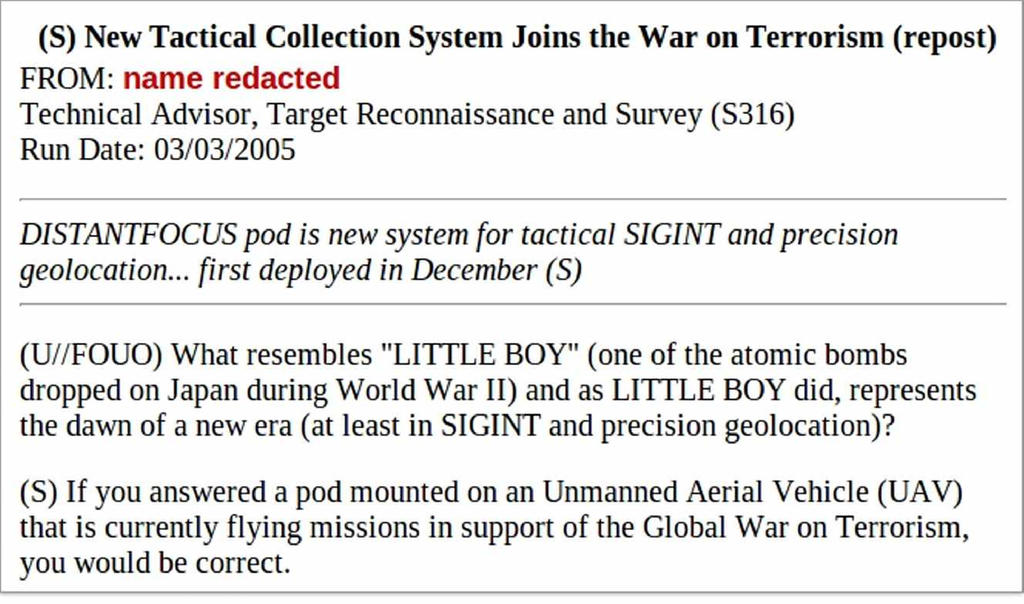 (S) New Tactical Collection System Joins the War on Terrorism (repost)
FROM: name redacted
Technical Advisor, Target Reconnaissance and Survey (S316)
Run Date: 03/03/2005
DISTANTFOCUS pod is new system for tactical SIGINT and precision
geolocation... first deployed in December (S)
(U//FOUO) What resembles "LITTLE BOY" (one of the atomic bombs
dropped on Japan during World War II) and as LITTLE BOY did, represents
the dawn of a new era (at least in SIGINT and precision geolocation)?
(S) If you answered a pod mounted on an Unmanned Aerial Vehicle (UAV)
that is currently flying missions in support of the Global War on Terrorism,
you would be correct.